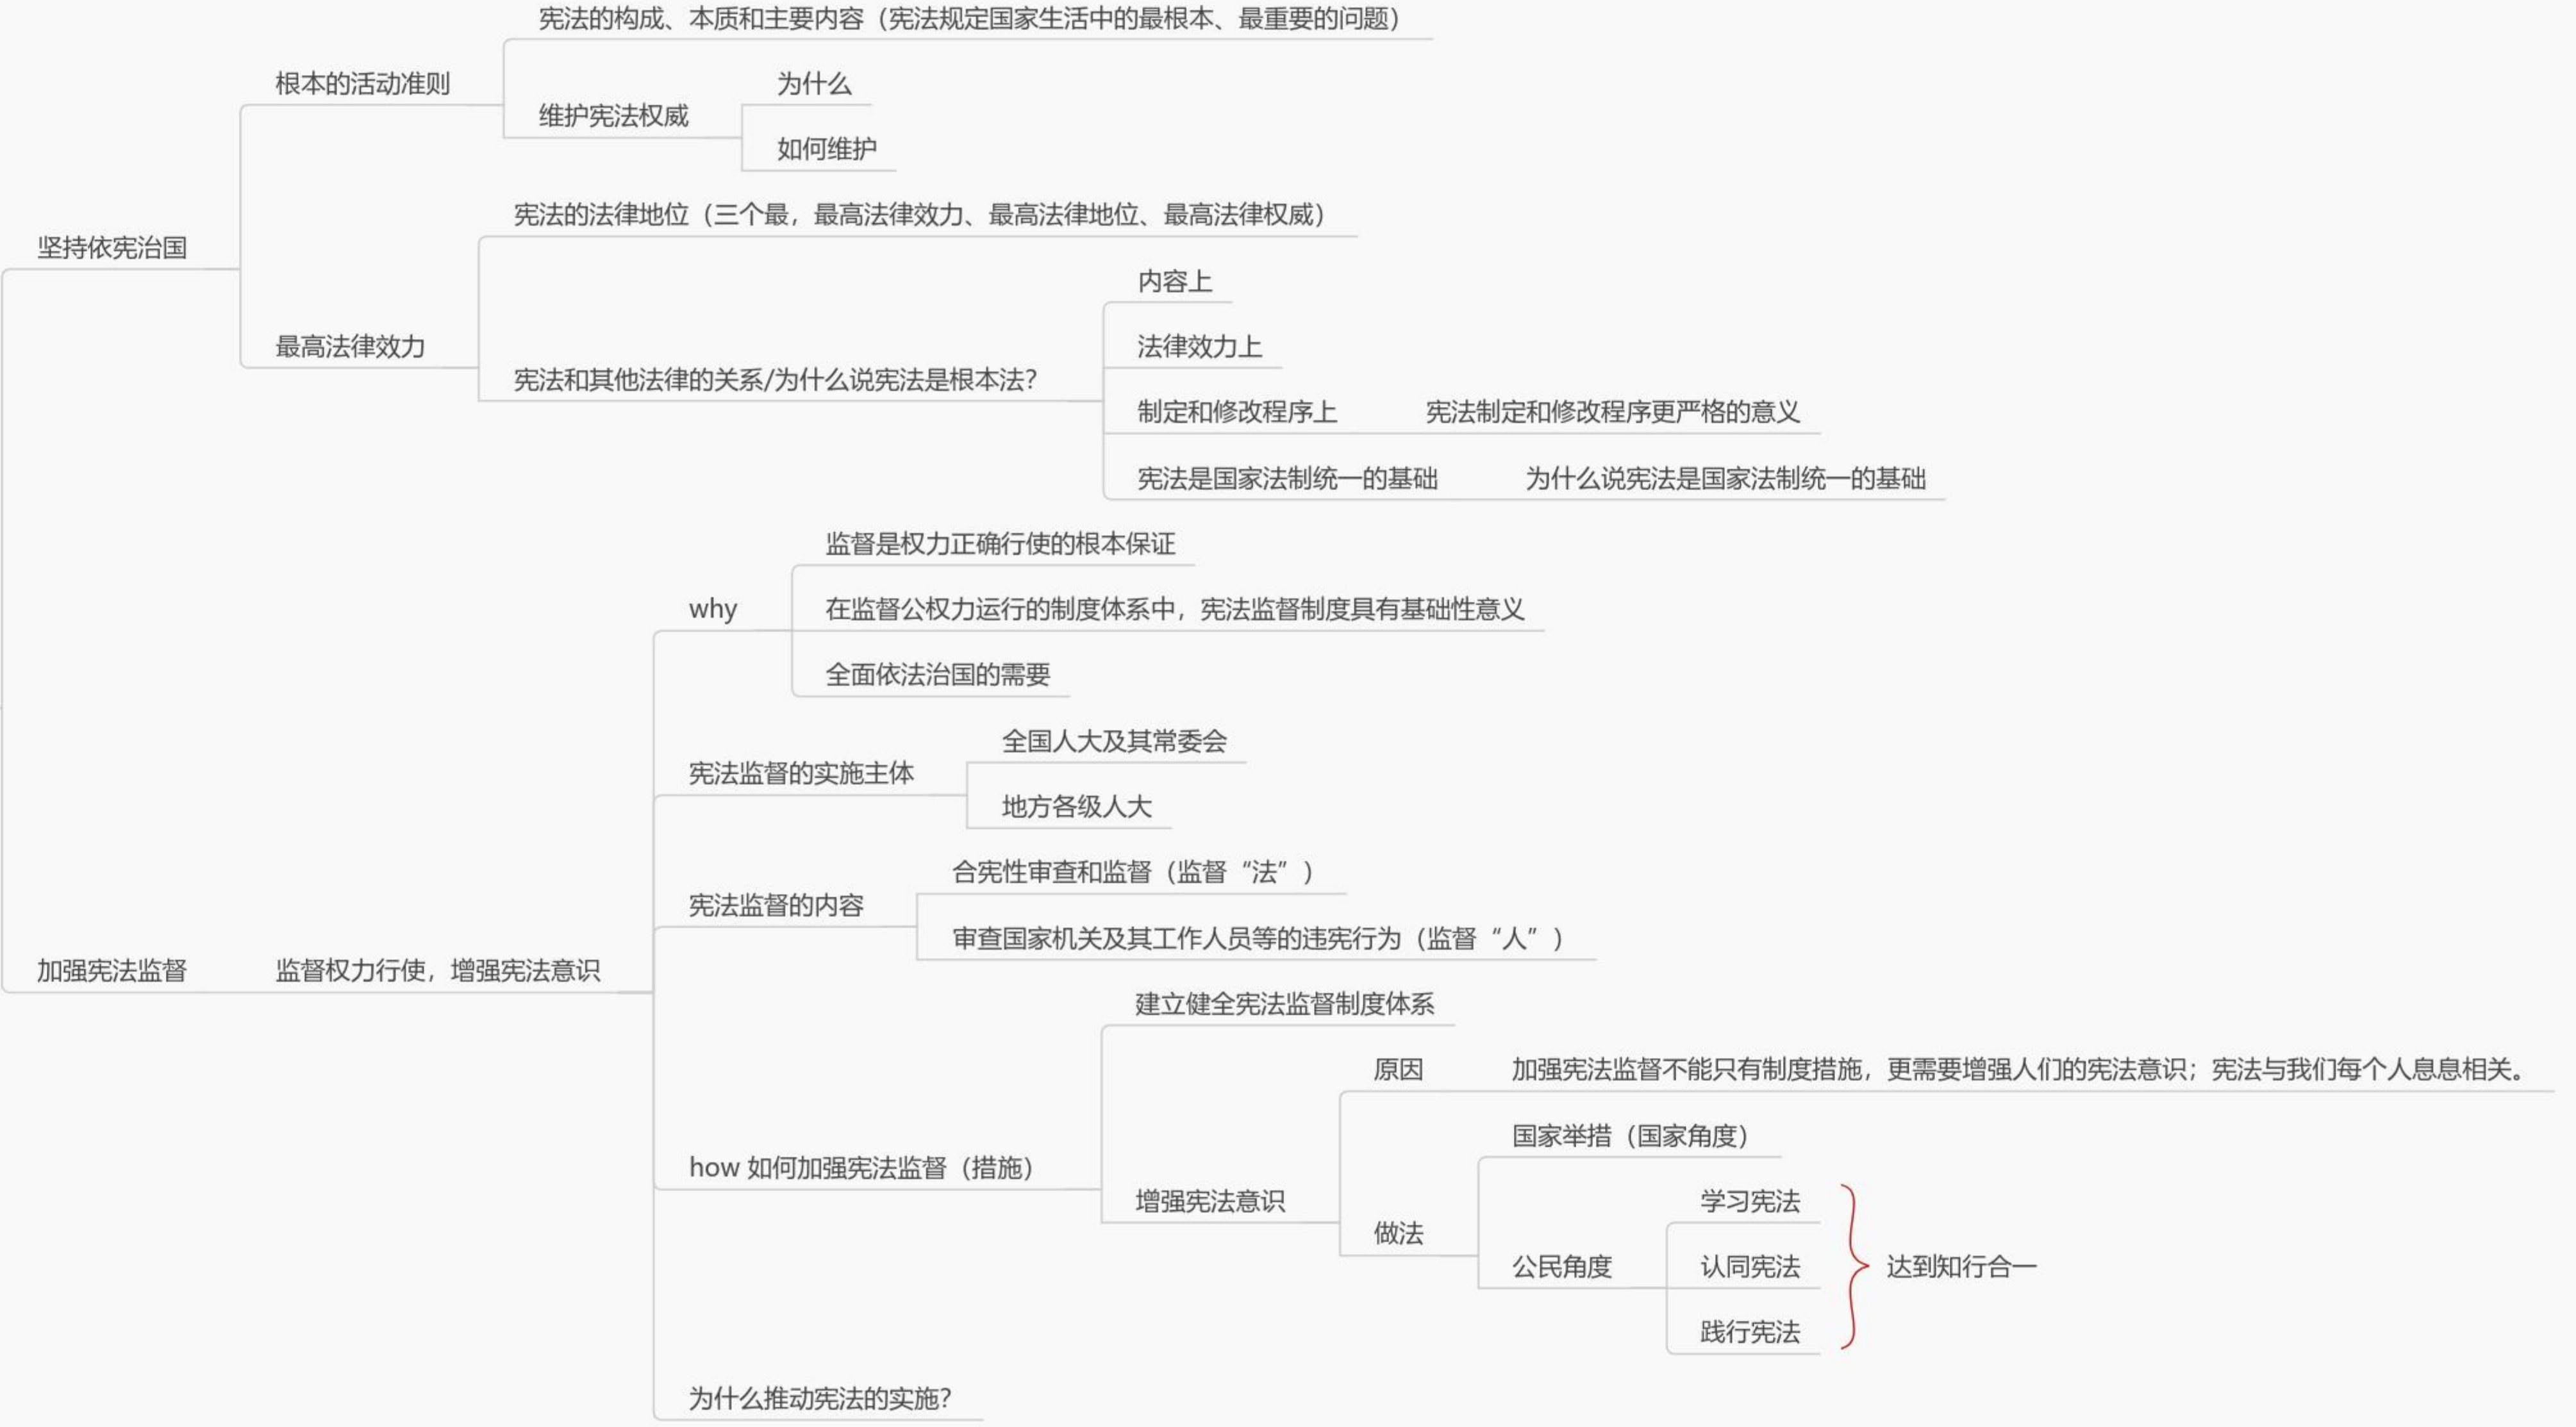 宪法的构成、本质和主要内容（宪法规定国家生活中的最根本、最重要的问题）
根本的活动准则
为什么
维护宪法权威
如何维护
宪法的法律地位（三个最，最高法律效力、最高法律地位、最高法律权威）
坚持依宪治国
内容上
最高法律效力
法律效力上
宪法和其他法律的关系/为什么说宪法是根本法？
制定和修改程序上
宪法制定和修改程序更严格的意义
宪法是国家法制统一的基础
为什么说宪法是国家法制统一的基础
监督是权力正确行使的根本保证
why
在监督公权力运行的制度体系中，宪法监督制度具有基础性意义
全面依法治国的需要
全国人大及其常委会
宪法监督的实施主体
地方各级人大
合宪性审查和监督（监督“法”）
宪法监督的内容
审查国家机关及其工作人员等的违宪行为（监督“人”）
加强宪法监督
监督权力行使，增强宪法意识
建立健全宪法监督制度体系
原因
加强宪法监督不能只有制度措施，更需要增强人们的宪法意识；宪法与我们每个人息息相关。
国家举措（国家角度）
how 如何加强宪法监督（措施）
增强宪法意识
学习宪法
做法
公民角度
认同宪法
达到知行合一
践行宪法
为什么推动宪法的实施？